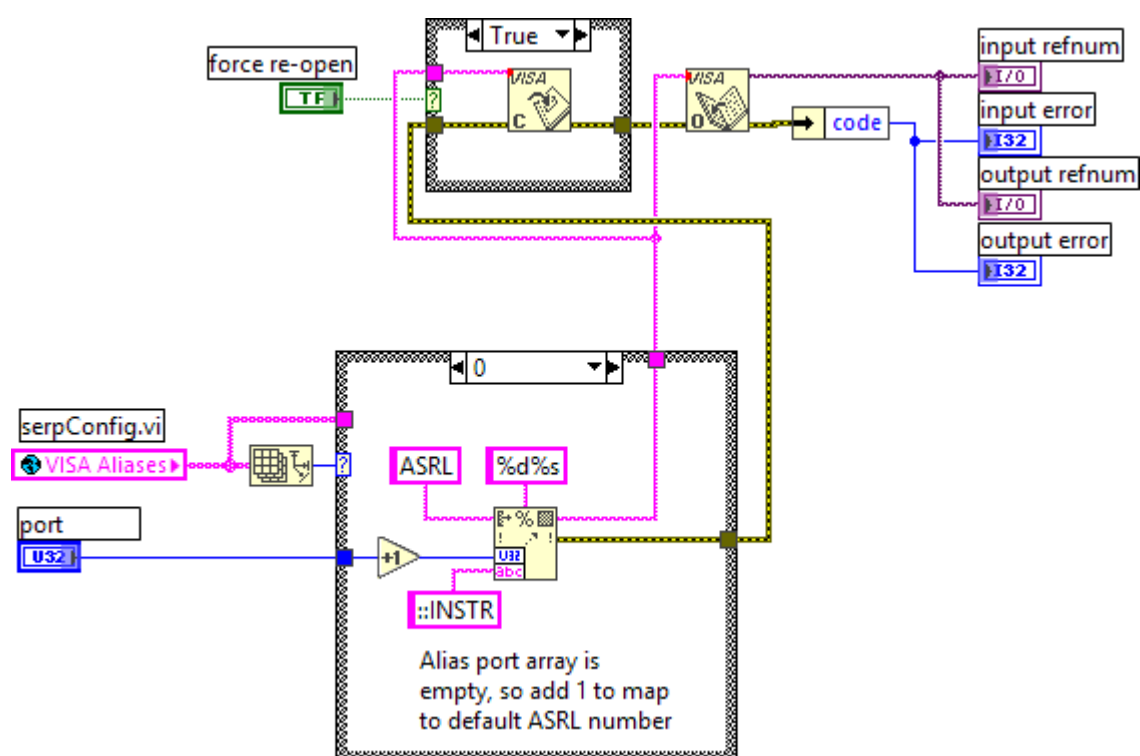 True
force re-open
TF
?
VISA
C
VISA
O
code
input refnum
I/O
input error
I32
output refnum
I/O
output error
I32
0
serpConfig.vi
VISA Aliases
?
port
U32
+1
ASRL
%d%s
%
! !
U32
abc
::INSTR
Alias port array is
empty, so add 1 to map
to default ASRL number